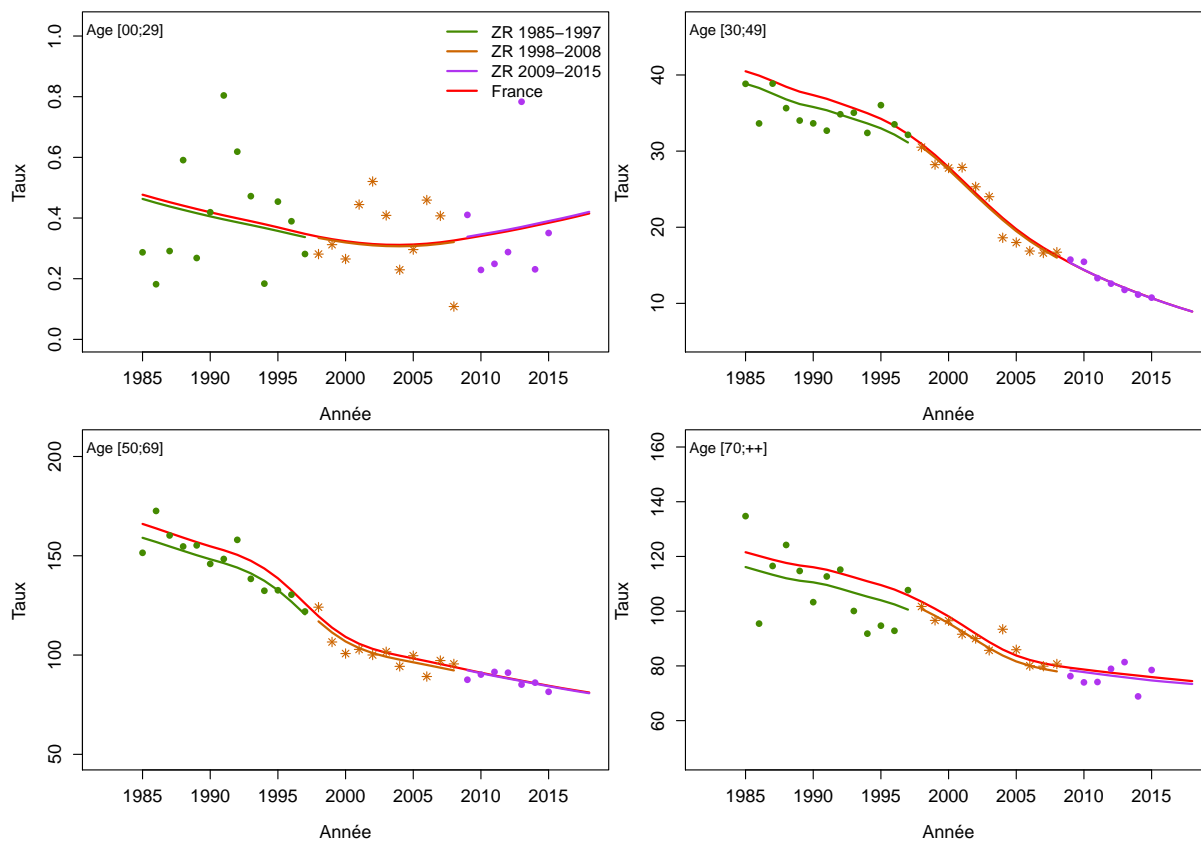 Age [00;29]
ZR 1985−1997
ZR 1998−2008
ZR 2009−2015
France
Taux
1.0
0.8
0.6
0.4
0.2
0.0
1985 1990 1995 2000 2005 2010 2015
Année
Age [30;49]
Taux
40
30
20
10
1985 1990 1995 2000 2005 2010 2015
Année
Age [50;69]
Taux
200
150
100
50
1985 1990 1995 2000 2005 2010 2015
Année
Age [70;++]
Taux
160
140
120
100
80
60
1985 1990 1995 2000 2005 2010 2015
Année